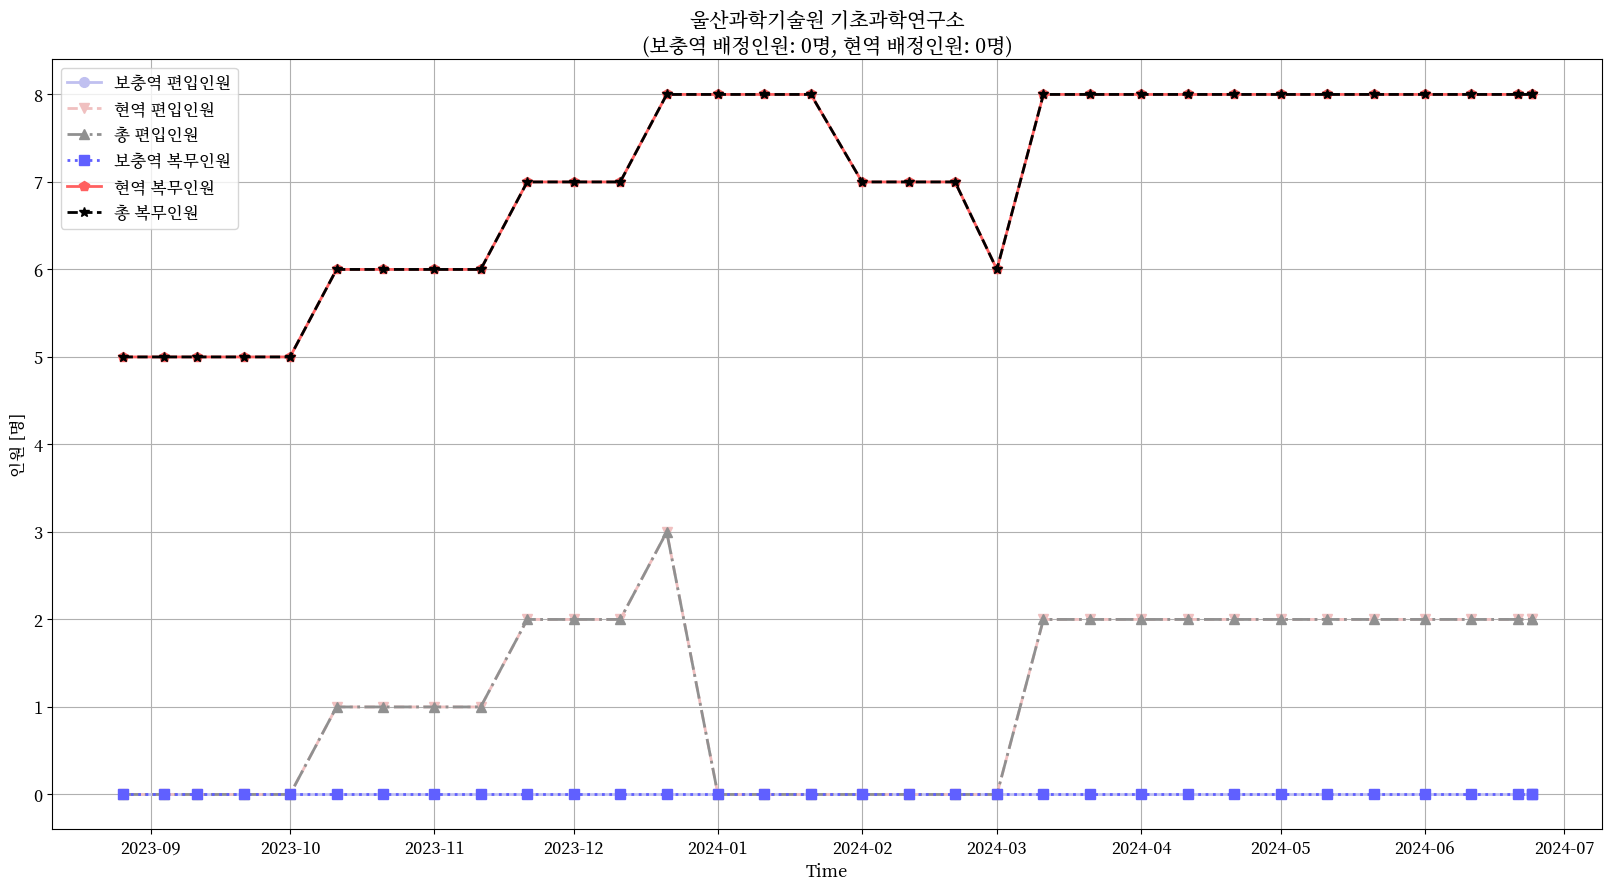 울산과학기술원 기초과학연구소
(보충역 배정인원: 0명, 현역 배정인원: 0명)
보충역 편입인원
현역 편입인원
총 편입인원
보충역 복무인원
현역 복무인원
총 복무인원
인원 [명]
8
7
6
5
4
3
2
1
0
2023-09 2023-10 2023-11 2023-12 2024-01 2024-02 2024-03 2024-04 2024-05 2024-06 2024-07
Time